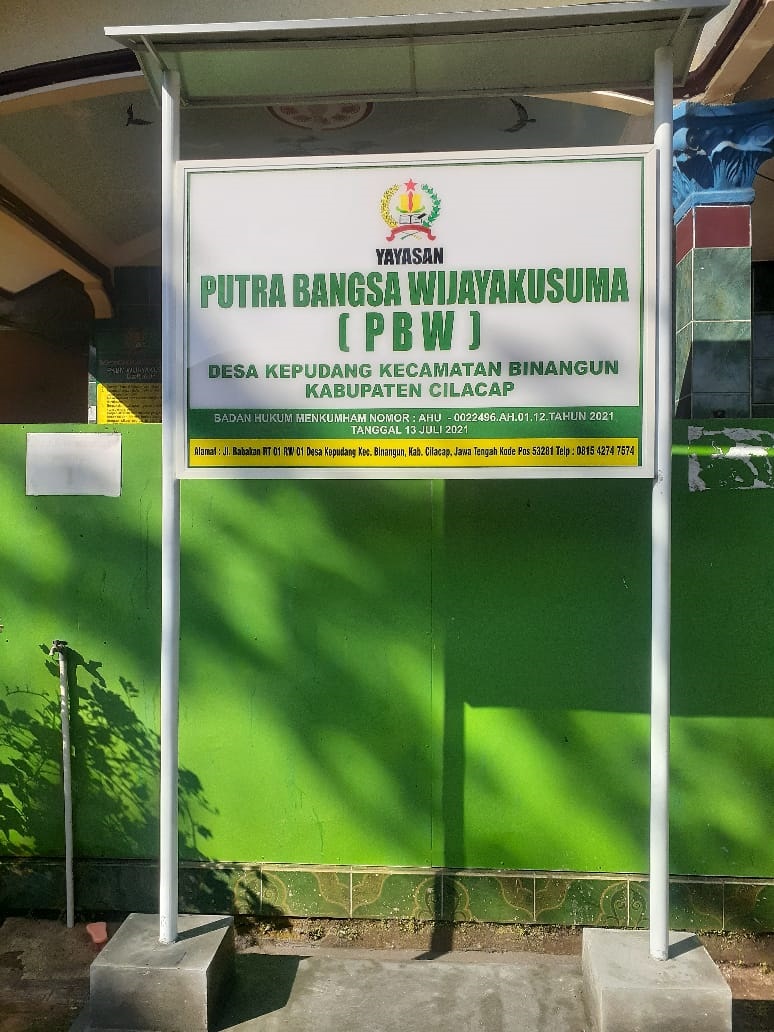 YAYASAN
PUTRA BANGSA WIJAYAKUSUMA
( PBW )
DESA KEPUDANG KECAMATAN BINANGUN
KABUPATEN CILACAP
BADAN HUKUM MENKUMHAM NOMOR : AHU - 0022496.AH.01.12.TAHUN 2021
TANGGAL 13 JULI 2021
Alamat : Jl. Babakan RT 01 RW 01 Desa Kepudang Kec. Binangun, Kab. Cilacap, Jawa Tengah Kode Pos 53281 Telp : 0815 4274 7574